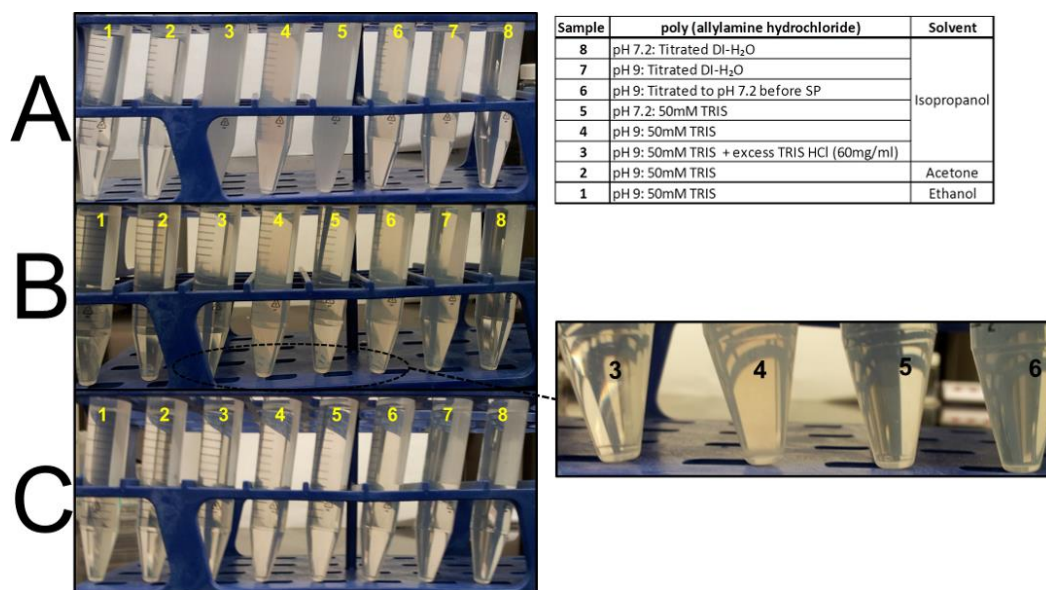 A
1 2 3 4 5 6 7 8
B
1 2 3 4 5 6 7 8
C
1 2 3 4 5 6 7 8
Sample poly (allylamine hydrochloride) Solvent
8 pH 7.2: Titrated DI-H₂O
7 pH 9: Titrated DI-H₂O
6 pH 9: Titrated to pH 7.2 before SP
5 pH 7.2: 50mM TRIS
4 pH 9: 50mM TRIS
3 pH 9: 50mM TRIS + excess TRIS HCl (60mg/ml)
Isopropanol
2 pH 9: 50mM TRIS Acetone
1 pH 9: 50mM TRIS Ethanol
3 4 5 6